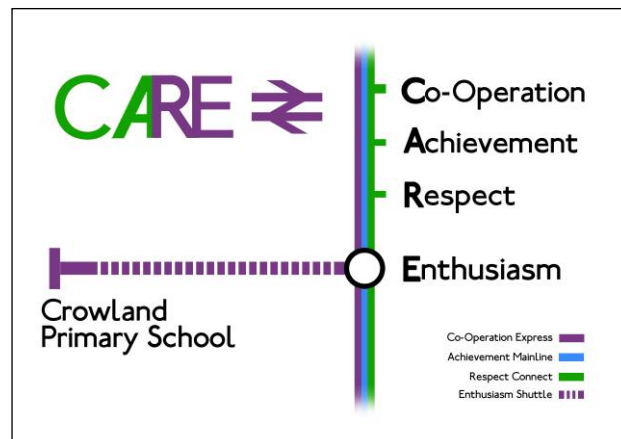 CARE
Co-Operation
Achievement
Respect
Enthusiasm
Crowland
Primary School
Co-Operation Express
Achievement Mainline
Respect Connect
Enthusiasm Shuttle